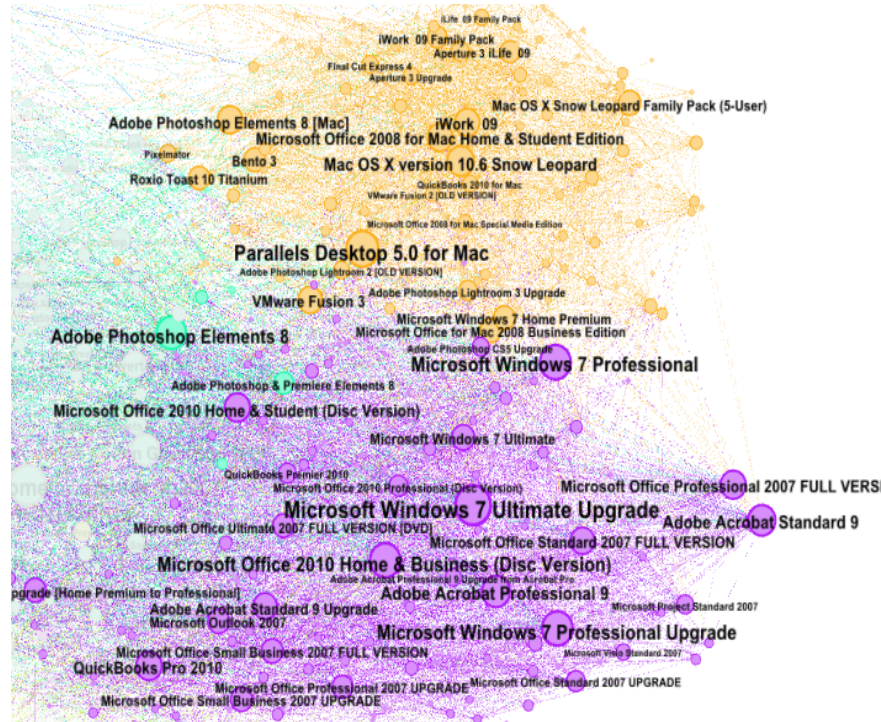 iLife 09 Family Pack
iWork 09 Family Pack
Aperture 3 iLife 09
Final Cut Express 4
Aperture 3 Upgrade
Mac OS X Snow Leopard Family Pack (5-User)
Adobe Photoshop Elements 8 [Mac]
iWork 09
Microsoft Office 2008 for Mac Home & Student Edition
Pixelmator
Bento 3
Mac OS X version 10.6 Snow Leopard
Roxio Toast 10 Titanium
QuickBooks 2010 for Mac
VMware Fusion 2 [OLD VERSION]
Microsoft Office 2008 for Mac Special Media Edition
Parallels Desktop 5.0 for Mac
Adobe Photoshop Lightroom 2 [OLD VERSION]
VMware Fusion 3
Adobe Photoshop Lightroom 3 Upgrade
Microsoft Windows 7 Home Premium
Microsoft Office for Mac 2008 Business Edition
Adobe Photoshop Elements 8
Adobe Photoshop CS5 Upgrade
Microsoft Windows 7 Professional
Adobe Photoshop & Premiere Elements 8
Microsoft Office 2010 Home & Student (Disc Version)
Microsoft Windows 7 Ultimate
QuickBooks Premier 2010
Microsoft Office 2010 Professional (Disc Version)
Microsoft Office Professional 2007 FULL VERSI
Microsoft Windows 7 Ultimate Upgrade
Adobe Acrobat Standard 9
Microsoft Office Ultimate 2007 FULL VERSION [DVD]
Microsoft Office Standard 2007 FULL VERSION
Microsoft Office 2010 Home & Business (Disc Version)
Adobe Acrobat Professional 9 Upgrade from Acrobat Pro
pgrade [Home Premium to Professional]
Adobe Acrobat Professional 9
Adobe Acrobat Standard 9 Upgrade
Microsoft Project Standard 2007
Microsoft Outlook 2007
Microsoft Windows 7 Professional Upgrade
Microsoft Office Small Business 2007 FULL VERSION
Microsoft Visio Standard 2007
QuickBooks Pro 2010
Microsoft Office Professional 2007 UPGRADE
Microsoft Office Standard 2007 UPGRADE
Microsoft Office Small Business 2007 UPGRADE